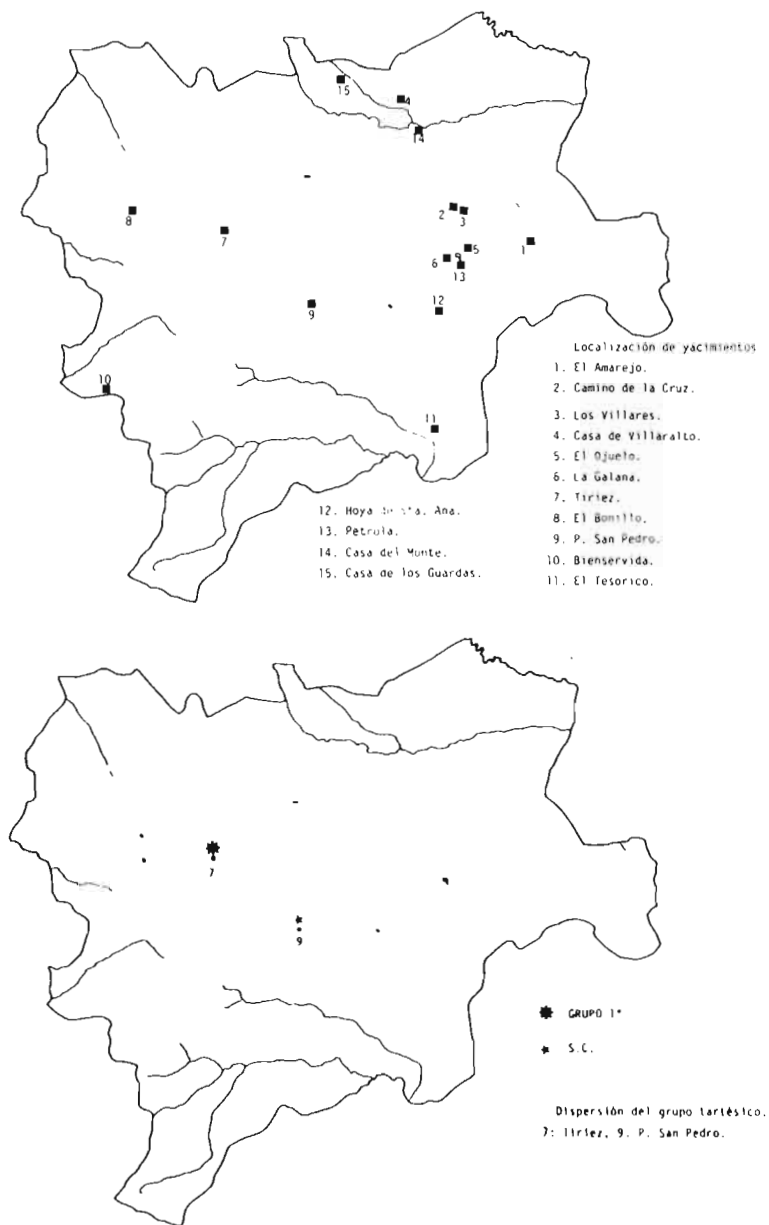 15
4
14
8
7
2
3
1
5
6
9
13
9
12
10
11
Localización de yacimientos
1. El Amarejo.
2. Camino de la Cruz.
3. Los Villares.
4. Casa de Villaralto.
5. El Ojuelo.
6. La Galana.
7. Tiriez.
8. El Bonillo.
9. P. San Pedro.
10. Bienservida.
11. El Tesorico.
12. Hoya de sta. Ana.
13. Petrola.
14. Casa del Monte.
15. Casa de los Guardas.
7
9
GRUPO 1º
S.C.
Dispersión del grupo tartésico.
7: Tiriez, 9. P. San Pedro.